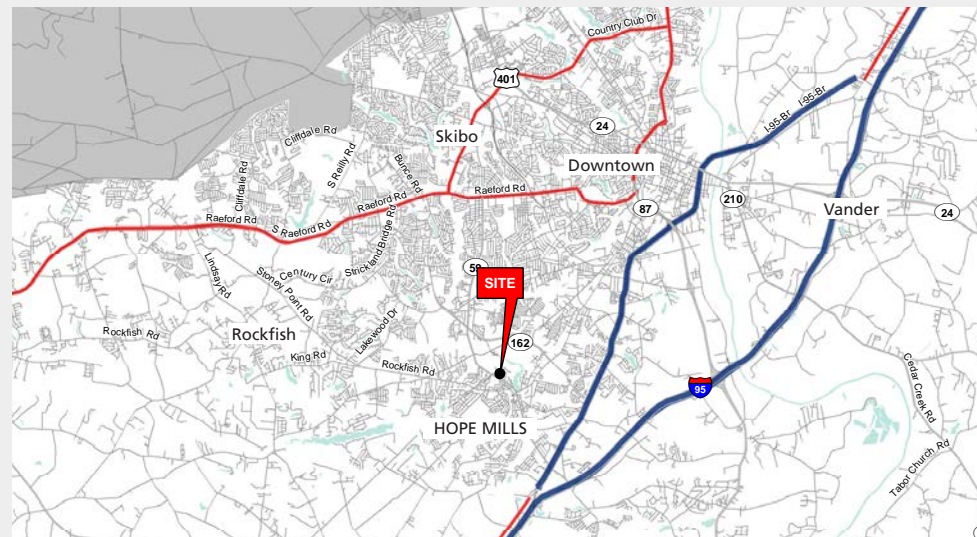 Country Club Dr
401
I-95-Br
I-95-Br
24
Cliffdale Rd
Skibo
S Reilly Rd
Bunce Rd
Downtown
Cliffdale Rd
Raeford Rd
Raeford Rd
87
210
Vander
24
Raeford Rd
S Raeford Rd
Strickland Bridge Rd
59
Lindsay Rd
Stoney Point Rd
Century Cir
SITE
Rockfish Rd
Rockfish
Lakewood Dr
162
King Rd
Rockfish Rd
95
Cedar Creek Rd
HOPE MILLS
Tabor Church Rd